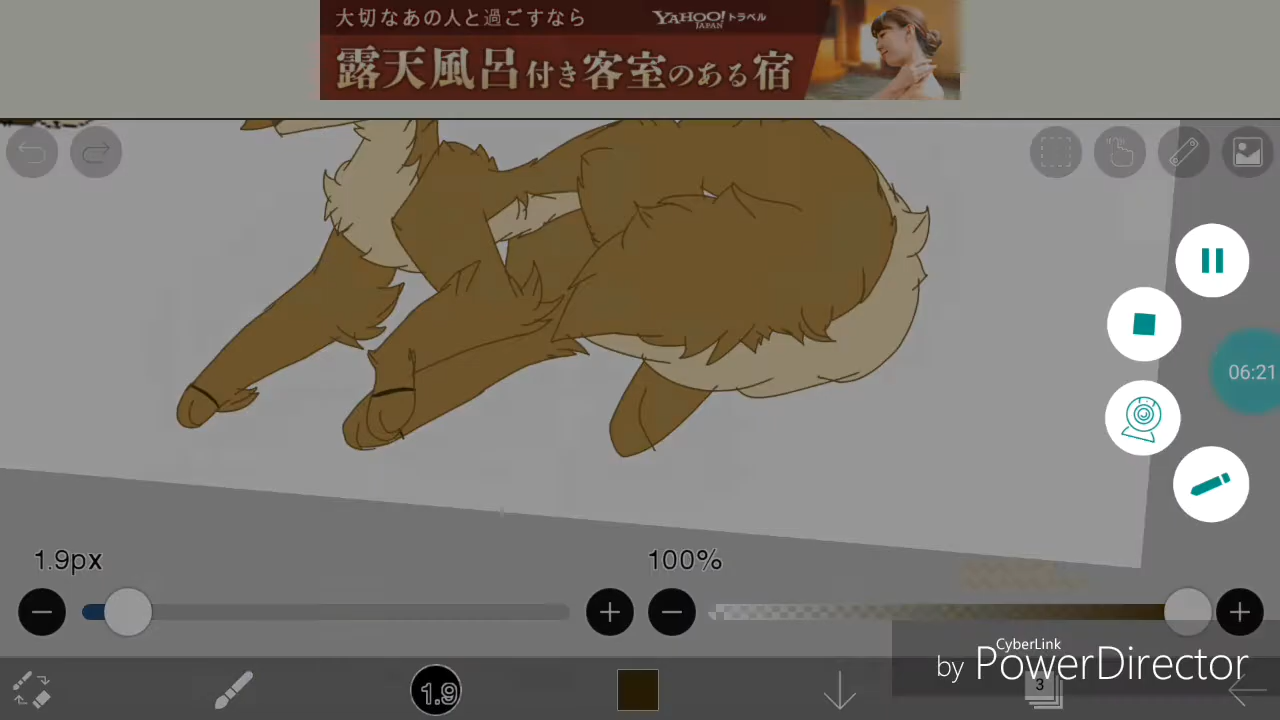 大切なあの人と過ごすなら
YAHOO!トラベル
JAPAN
露天風呂付き客室のある宿
06:21
1.9px
100%
1.9
3
CyberLink
by PowerDirector